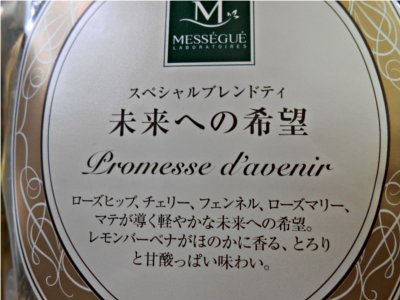 M
MESSÉGUÉ
LABORATOIRES
スペシャルブレンドティ
未来への希望
Promesse d'avenir
ローズヒップ、チェリー、フェンネル、ローズマリー、
マテが導く軽やかな未来への希望。
レモンバーベナがほのかに香る、とろり
と甘酸っぱい味わい。